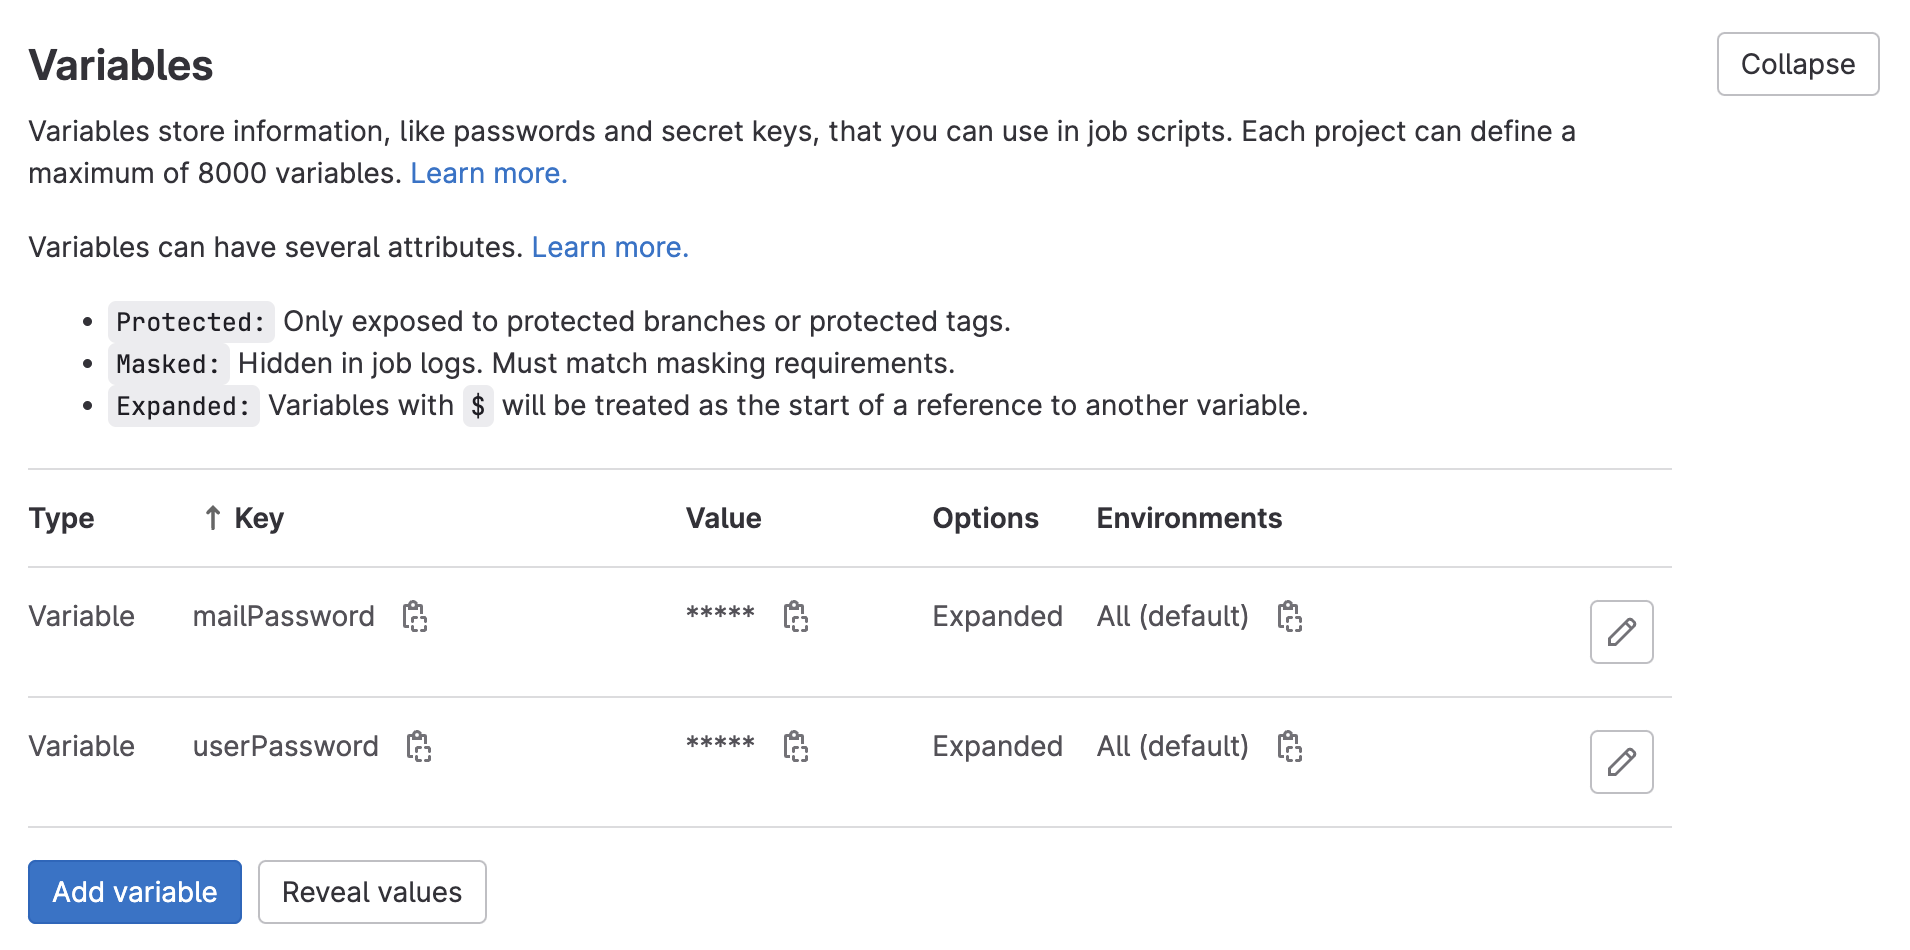 Variables
Collapse
Variables store information, like passwords and secret keys, that you can use in job scripts. Each project can define a
maximum of 8000 variables. Learn more.
Variables can have several attributes. Learn more.
• Protected: Only exposed to protected branches or protected tags.
• Masked: Hidden in job logs. Must match masking requirements.
• Expanded: Variables with $ will be treated as the start of a reference to another variable.
Type ↑ Key Value Options Environments
Variable mailPassword ***** Expanded All (default)
Variable userPassword ***** Expanded All (default)
Add variable Reveal values